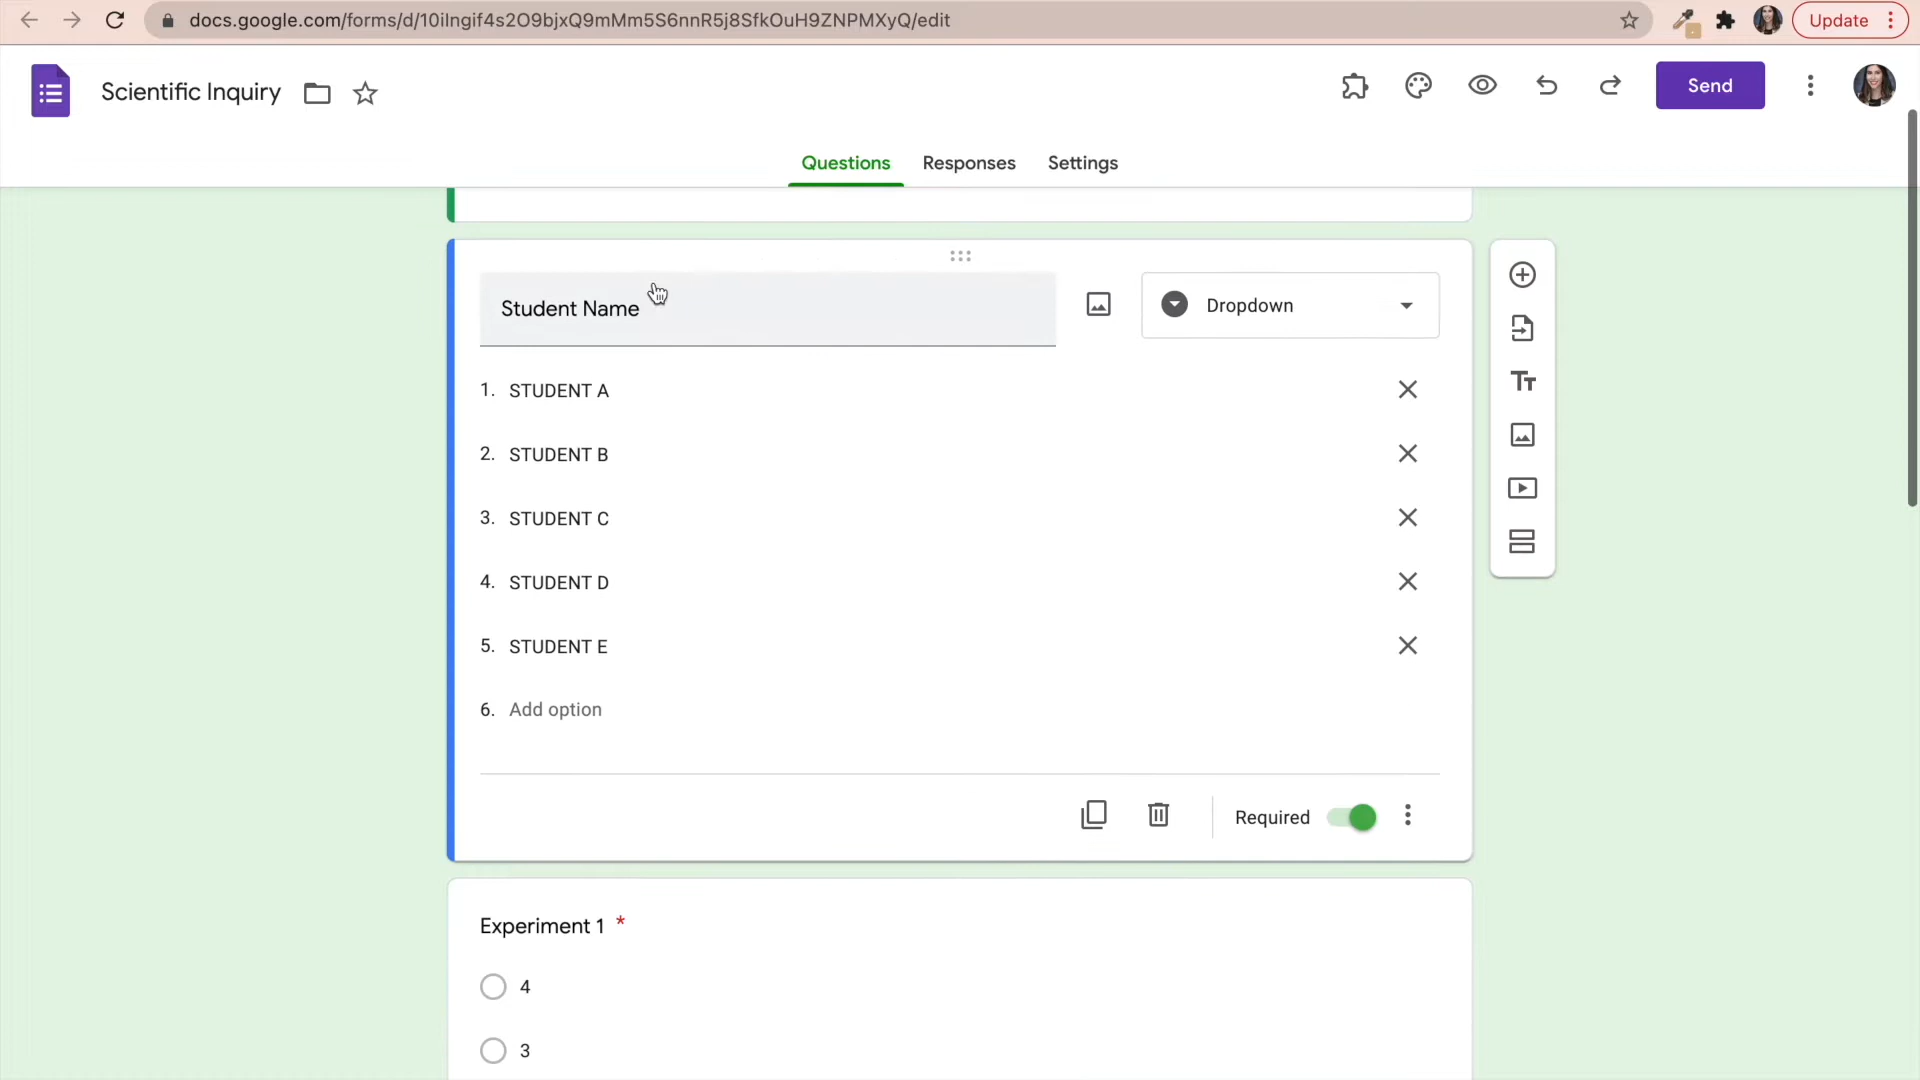 docs.google.com/forms/d/10iIngif4s2O9bjxQ9mMm5S6nnR5j8SfkOuH9ZNPMXyQ/edit
Update
Scientific Inquiry
Send
Questions Responses Settings
Student Name
Dropdown
1. STUDENT A
2. STUDENT B
3. STUDENT C
4. STUDENT D
5. STUDENT E
6. Add option
Required
Experiment 1 *
4
3